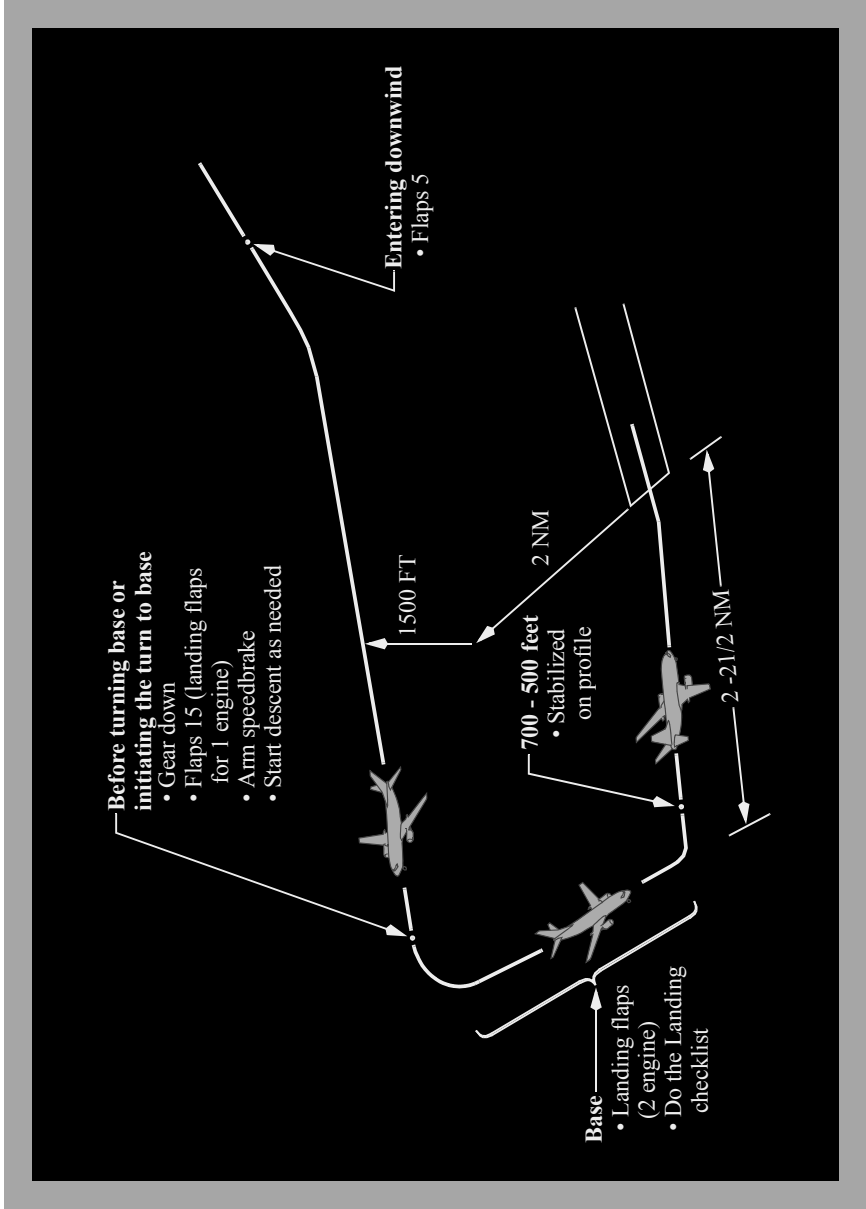 Before turning base or
initiating the turn to base
• Gear down
• Flaps 15 (landing flaps
for 1 engine)
• Arm speedbrake
• Start descent as needed
Entering downwind
• Flaps 5
1500 FT
2 NM
700 - 500 feet
• Stabilized
on profile
Base
• Landing flaps
(2 engine)
• Do the Landing
checklist
2 -21/2 NM